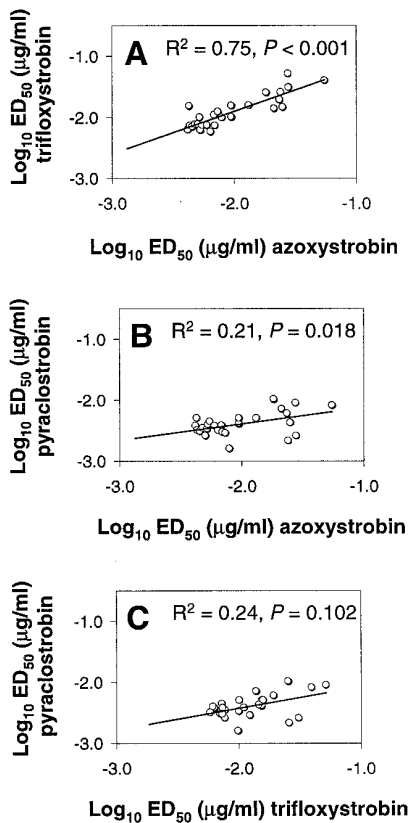 A R² = 0.75, P < 0.001
Log₁₀ ED₅₀ (μg/ml)
trifloxystrobin
-1.0
-2.0
-3.0
-3.0 -2.0 -1.0
Log₁₀ ED₅₀ (μg/ml) azoxystrobin
B R² = 0.21, P = 0.018
Log₁₀ ED₅₀ (μg/ml)
pyraclostrobin
-1.0
-2.0
-3.0
-3.0 -2.0 -1.0
Log₁₀ ED₅₀ (μg/ml) azoxystrobin
C R² = 0.24, P = 0.102
Log₁₀ ED₅₀ (μg/ml)
pyraclostrobin
-1.0
-2.0
-3.0
-3.0 -2.0 -1.0
Log₁₀ ED₅₀ (μg/ml) trifloxystrobin